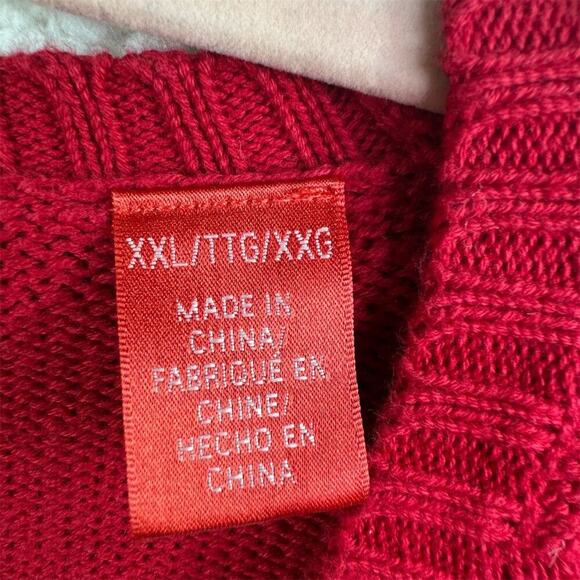 XXL/TTG/XXG
MADE IN
CHINA/
FABRIQUÉ EN
CHINE/
HECHO EN
CHINA